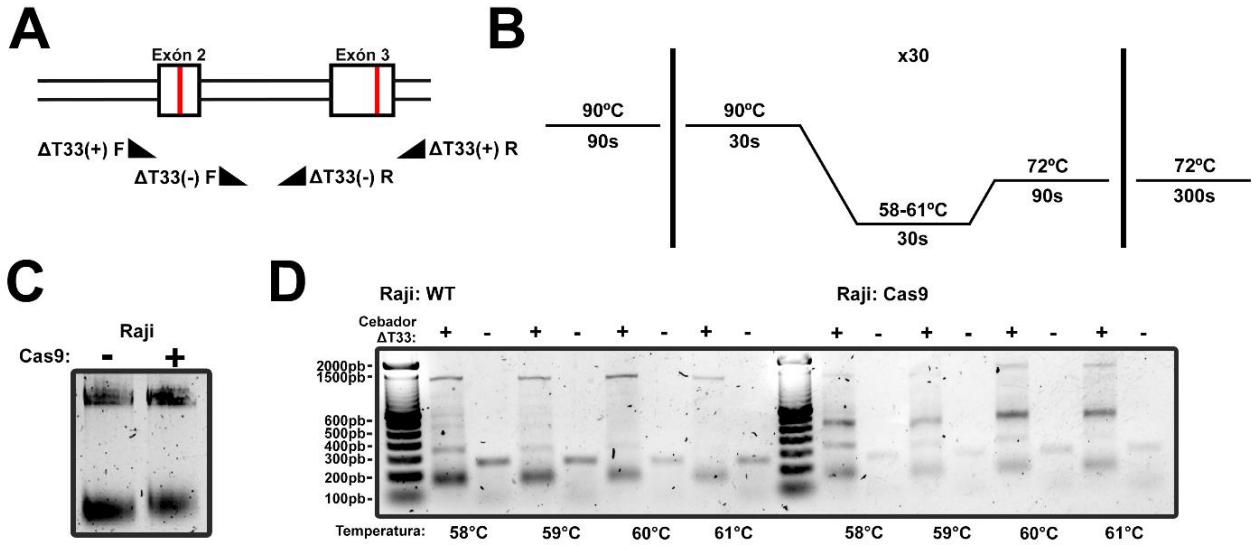 A
Exón 2
Exón 3
ΔT33(+) F
ΔT33(+) R
ΔT33(-) F
ΔT33(-) R
B
x30
90ºC
90s
90ºC
30s
58-61ºC
30s
72ºC
90s
72ºC
300s
C
Raji
Cas9: - +
D
Raji: WT
Raji: Cas9
Cebador
ΔT33:
+ - + - + - + - + - + - + - + -
2000pb
1500pb
600pb
500pb
400pb
300pb
200pb
100pb
Temperatura: 58°C 59°C 60°C 61°C 58°C 59°C 60°C 61°C